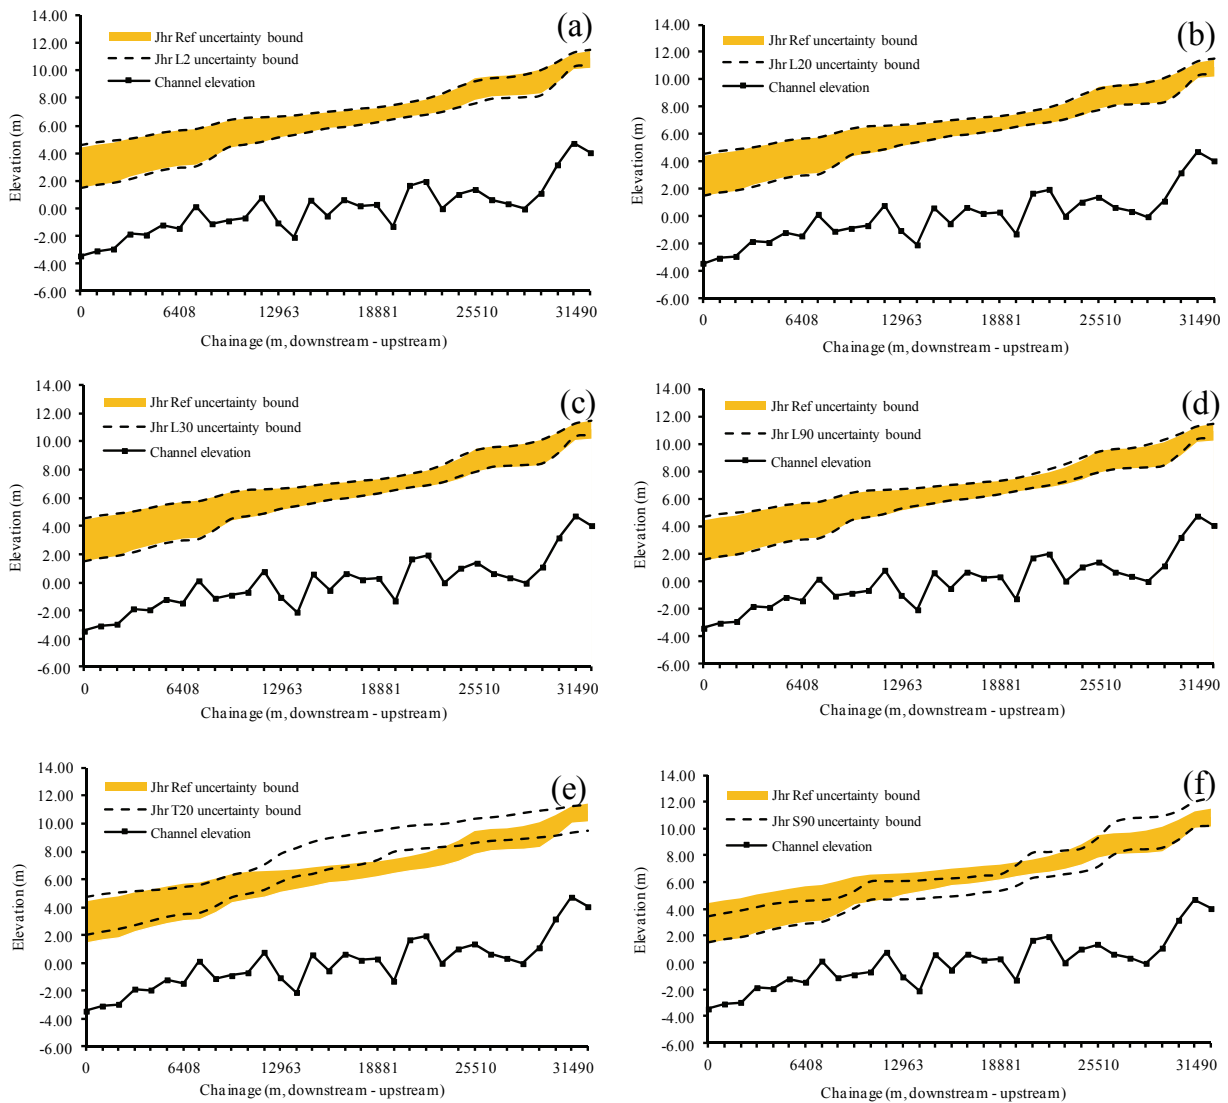 (a)
Jhr Ref uncertainty bound
Jhr L2 uncertainty bound
Channel elevation
14.00
12.00
10.00
8.00
6.00
4.00
2.00
0.00
-2.00
-4.00
-6.00
Elevation (m)
0 6408 12963 18881 25510 31490
Chainage (m, downstream - upstream)
(b)
Jhr Ref uncertainty bound
Jhr L20 uncertainty bound
Channel elevation
14.00
12.00
10.00
8.00
6.00
4.00
2.00
0.00
-2.00
-4.00
-6.00
Elevation (m)
0 6408 12963 18881 25510 31490
Chainage (m, downstream - upstream)
(c)
Jhr Ref uncertainty bound
Jhr L30 uncertainty bound
Channel elevation
14.00
12.00
10.00
8.00
6.00
4.00
2.00
0.00
-2.00
-4.00
-6.00
Elevation (m)
0 6408 12963 18881 25510 31490
Chainage (m, downstream - upstream)
(d)
Jhr Ref uncertainty bound
Jhr L90 uncertainty bound
Channel elevation
14.00
12.00
10.00
8.00
6.00
4.00
2.00
0.00
-2.00
-4.00
-6.00
Elevation (m)
0 6408 12963 18881 25510 31490
Chainage (m, downstream - upstream)
(e)
Jhr Ref uncertainty bound
Jhr T20 uncertainty bound
Channel elevation
14.00
12.00
10.00
8.00
6.00
4.00
2.00
0.00
-2.00
-4.00
-6.00
Elevation (m)
0 6408 12963 18881 25510 31490
Chainage (m, downstream - upstream)
(f)
Jhr Ref uncertainty bound
Jhr S90 uncertainty bound
Channel elevation
14.00
12.00
10.00
8.00
6.00
4.00
2.00
0.00
-2.00
-4.00
-6.00
Elevation (m)
0 6408 12963 18881 25510 31490
Chainage (m, downstream - upstream)